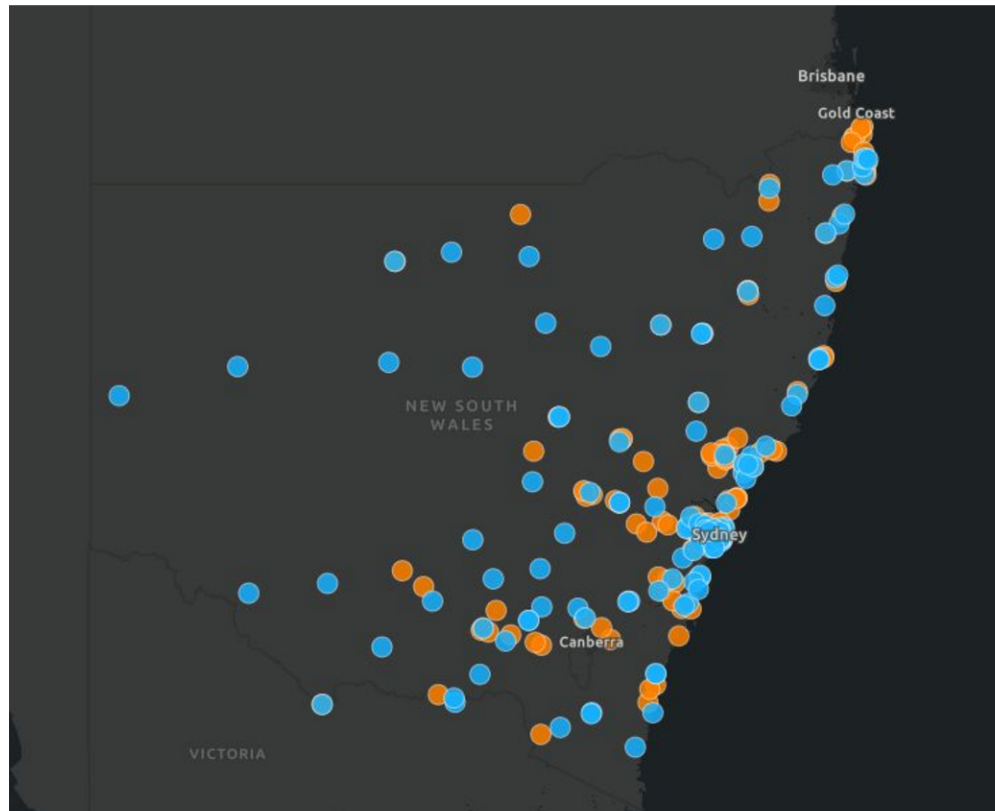 Brisbane
Gold Coast
NEW SOUTH
WALES
Sydney
Canberra
VICTORIA